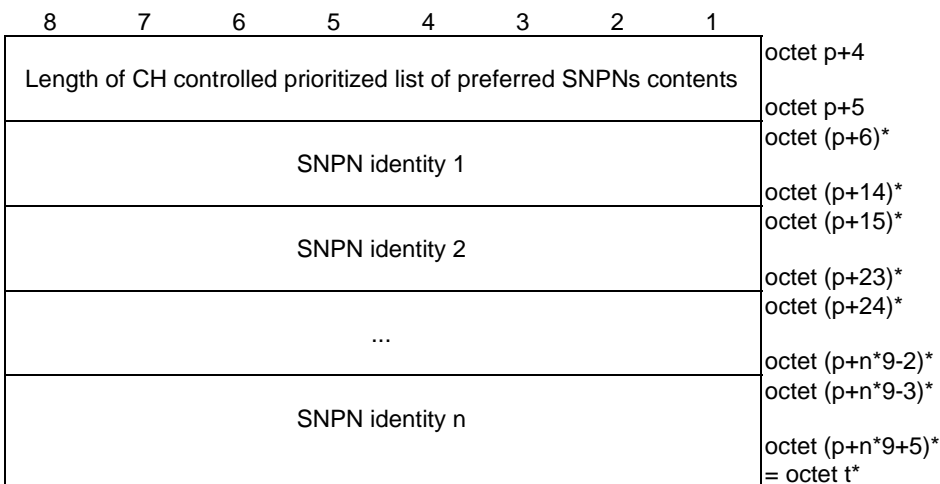 8 7 6 5 4 3 2 1
octet p+4
Length of CH controlled prioritized list of preferred SNPNs contents
octet p+5
octet (p+6)*
SNPN identity 1
octet (p+14)*
octet (p+15)*
SNPN identity 2
octet (p+23)*
octet (p+24)*
...
octet (p+n*9-2)*
octet (p+n*9-3)*
SNPN identity n
octet (p+n*9+5)*
= octet t*